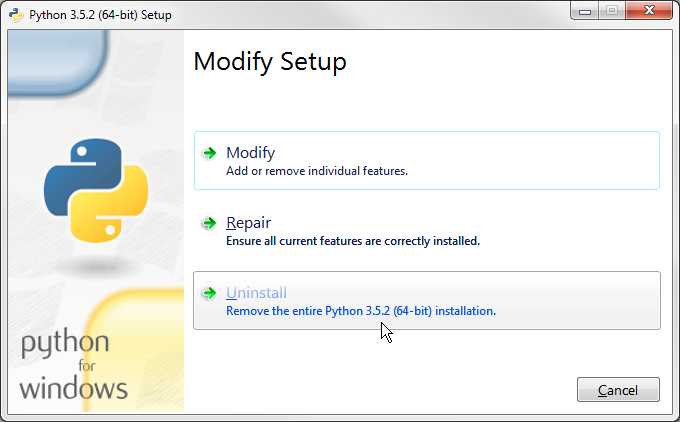 Python 3.5.2 (64-bit) Setup
Modify Setup
Modify
Add or remove individual features.
Repair
Ensure all current features are correctly installed.
Uninstall
Remove the entire Python 3.5.2 (64-bit) installation.
python
for
windows
Cancel